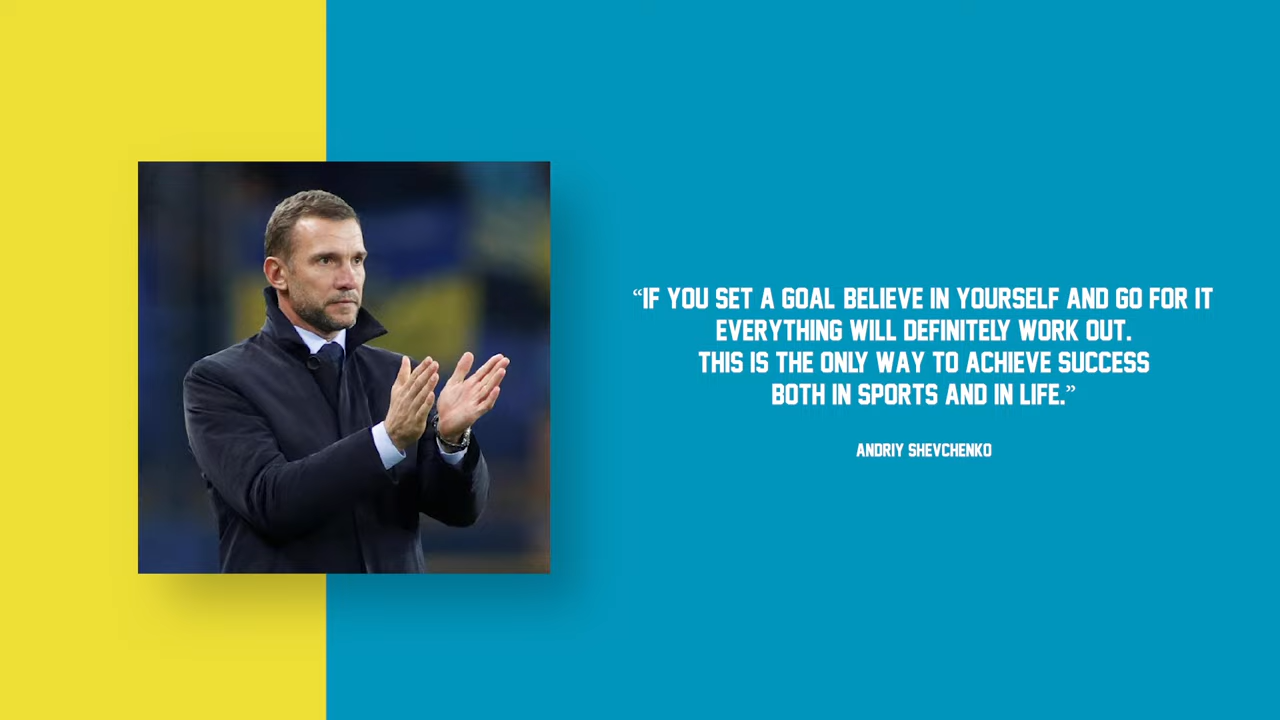 “IF YOU SET A GOAL BELIEVE IN YOURSELF AND GO FOR IT
EVERYTHING WILL DEFINITELY WORK OUT.
THIS IS THE ONLY WAY TO ACHIEVE SUCCESS
BOTH IN SPORTS AND IN LIFE.”
ANDRIY SHEVCHENKO